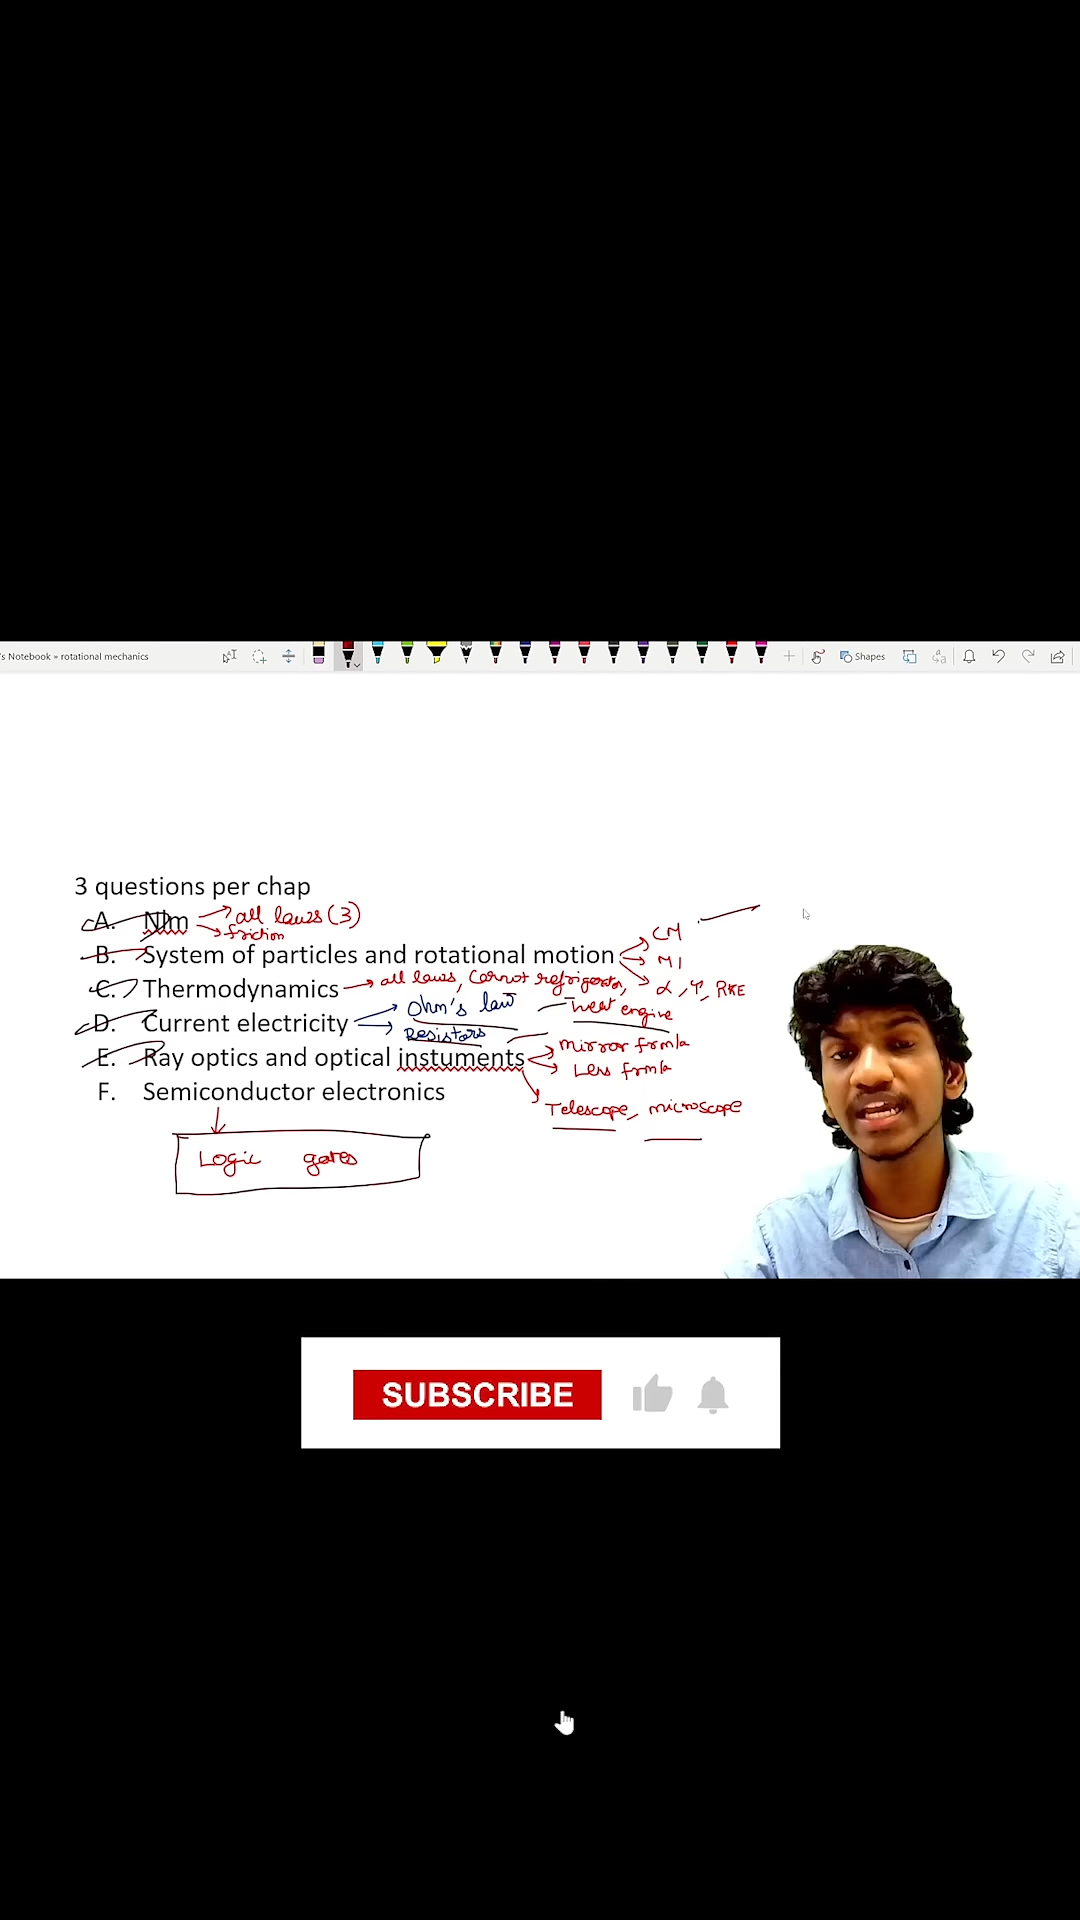 's Notebook » rotational mechanics
Shapes
3 questions per chap
A. Nlm
all laws (3)
friction
B. System of particles and rotational motion
CM
MI
α, τ, RKE
C. Thermodynamics
all laws, Carnot refrigerator,
heat engine
D. Current electricity
Ohm's law
Resistors
E. Ray optics and optical instuments
mirror formla
Lens formla
Telescope, microscope
F. Semiconductor electronics
Logic gates
SUBSCRIBE